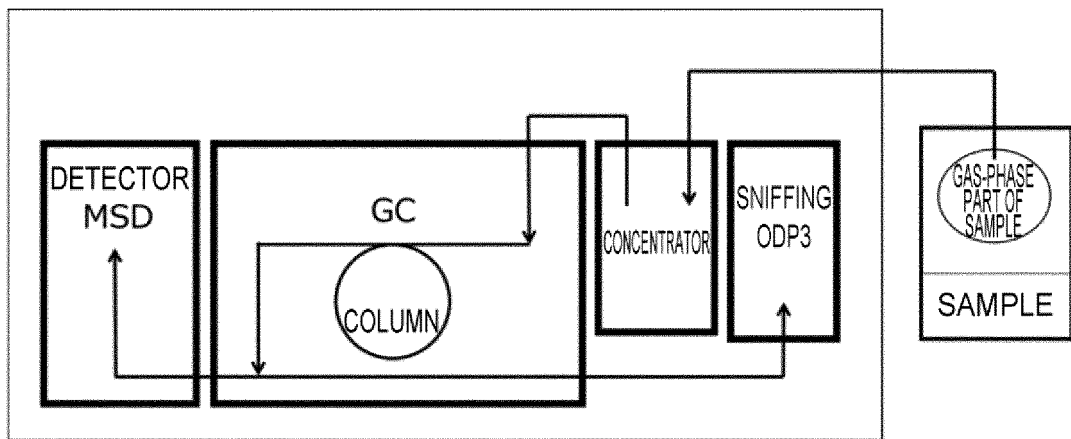 DETECTOR
MSD
GC
COLUMN
CONCENTRATOR
SNIFFING
ODP3
GAS-PHASE
PART OF
SAMPLE
SAMPLE